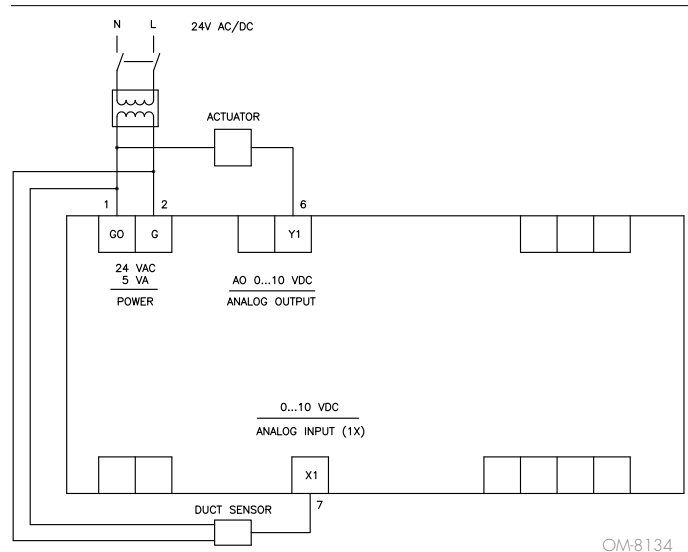 N L 24V AC/DC
ACTUATOR
1 2 6
GO G Y1
24 VAC
5 VA
POWER
AO 0...10 VDC
ANALOG OUTPUT
0...10 VDC
ANALOG INPUT (1X)
X1
7
DUCT SENSOR
OM-8134